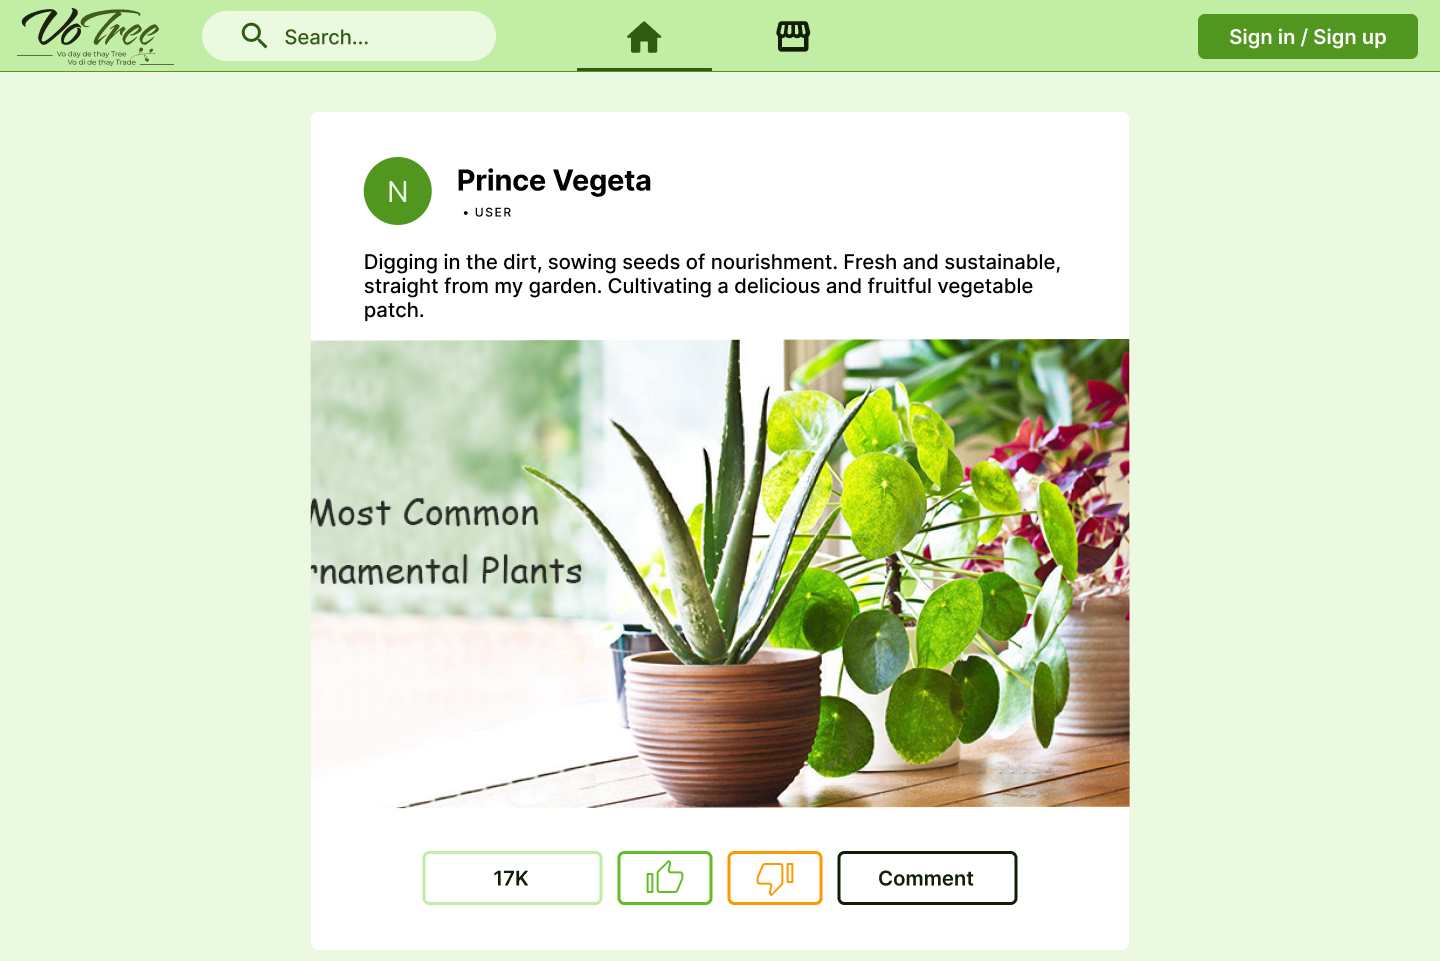 Vo Tree
Vo day de thay Tree
Vo di de thay Trade
Search...
Sign in / Sign up
N
Prince Vegeta
• USER
Digging in the dirt, sowing seeds of nourishment. Fresh and sustainable,
straight from my garden. Cultivating a delicious and fruitful vegetable
patch.
Most Common
rnamental Plants
17K
Comment